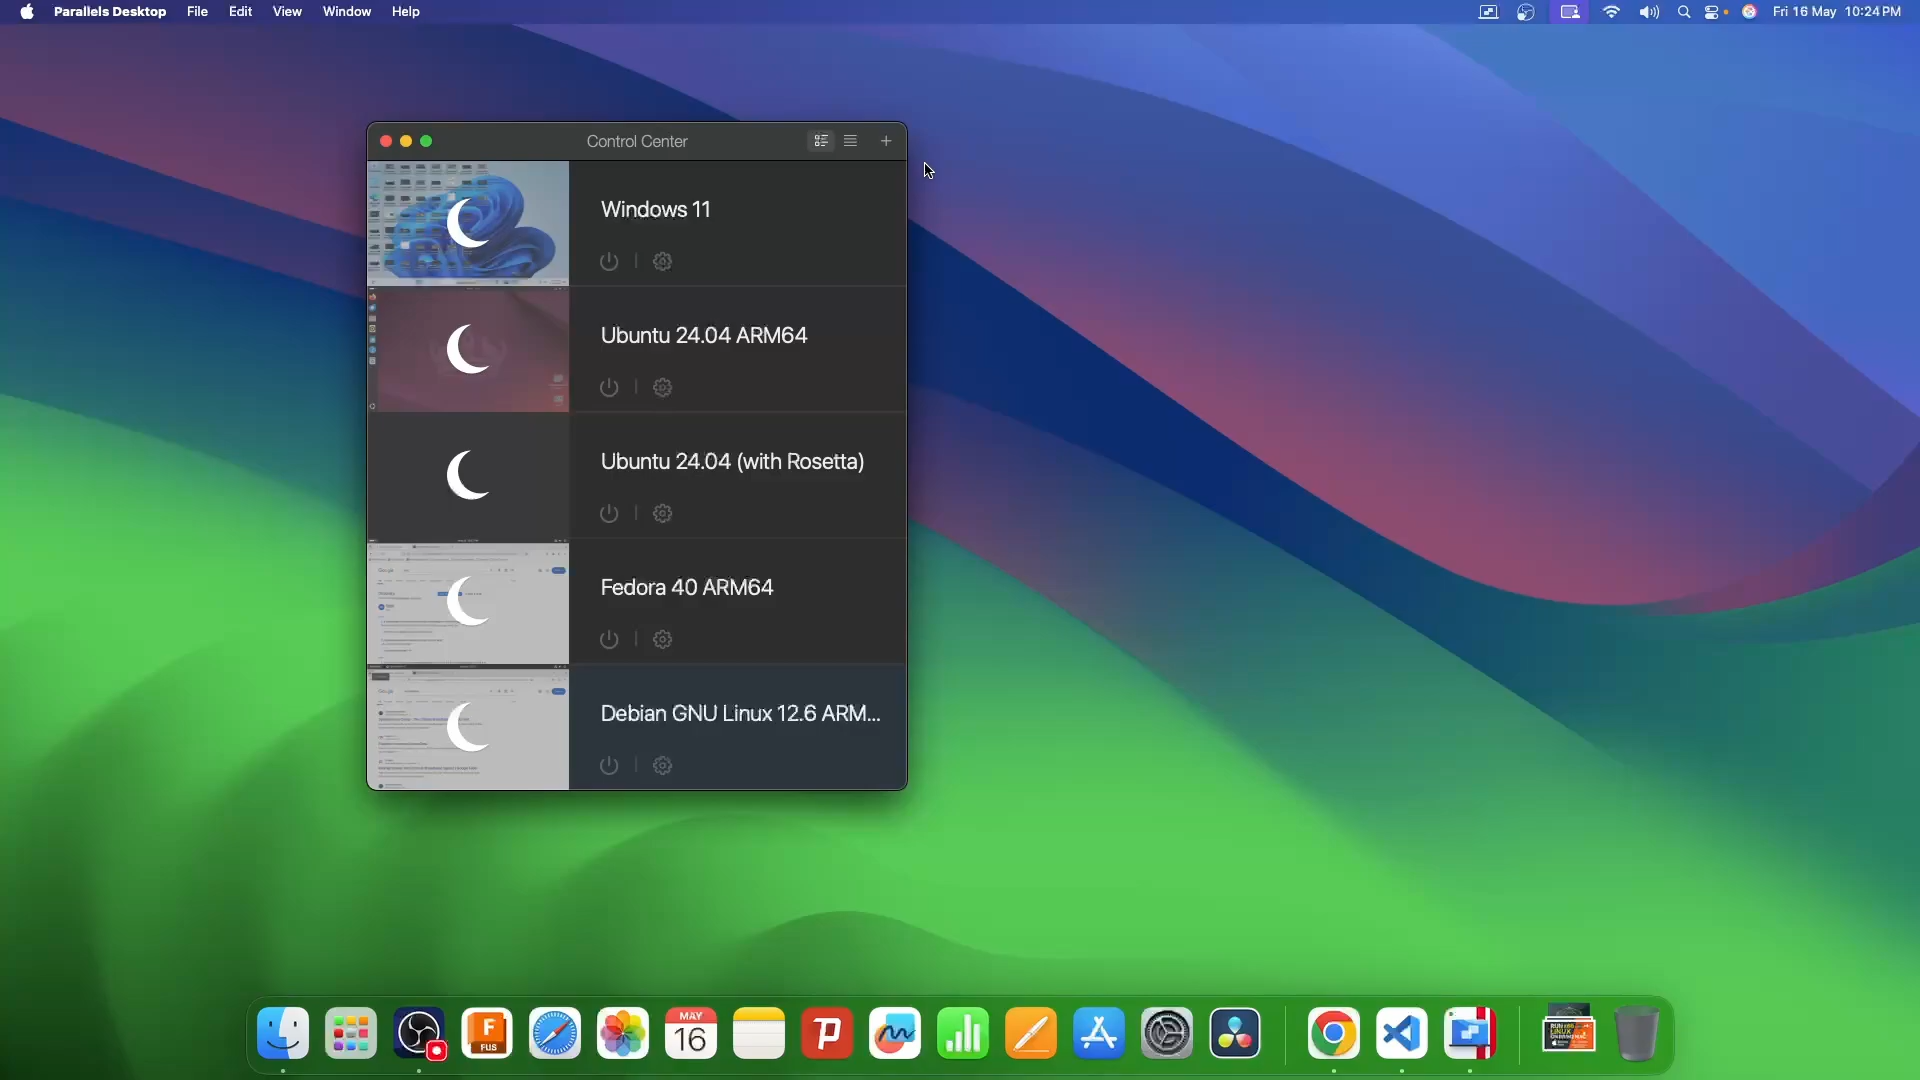 Parallels Desktop File Edit View Window Help
Fri 16 May 10:24 PM
Control Center
Windows 11
Ubuntu 24.04 ARM64
Ubuntu 24.04 (with Rosetta)
Fedora 40 ARM64
Debian GNU Linux 12.6 ARM...
F
FUS
MAY
16
P